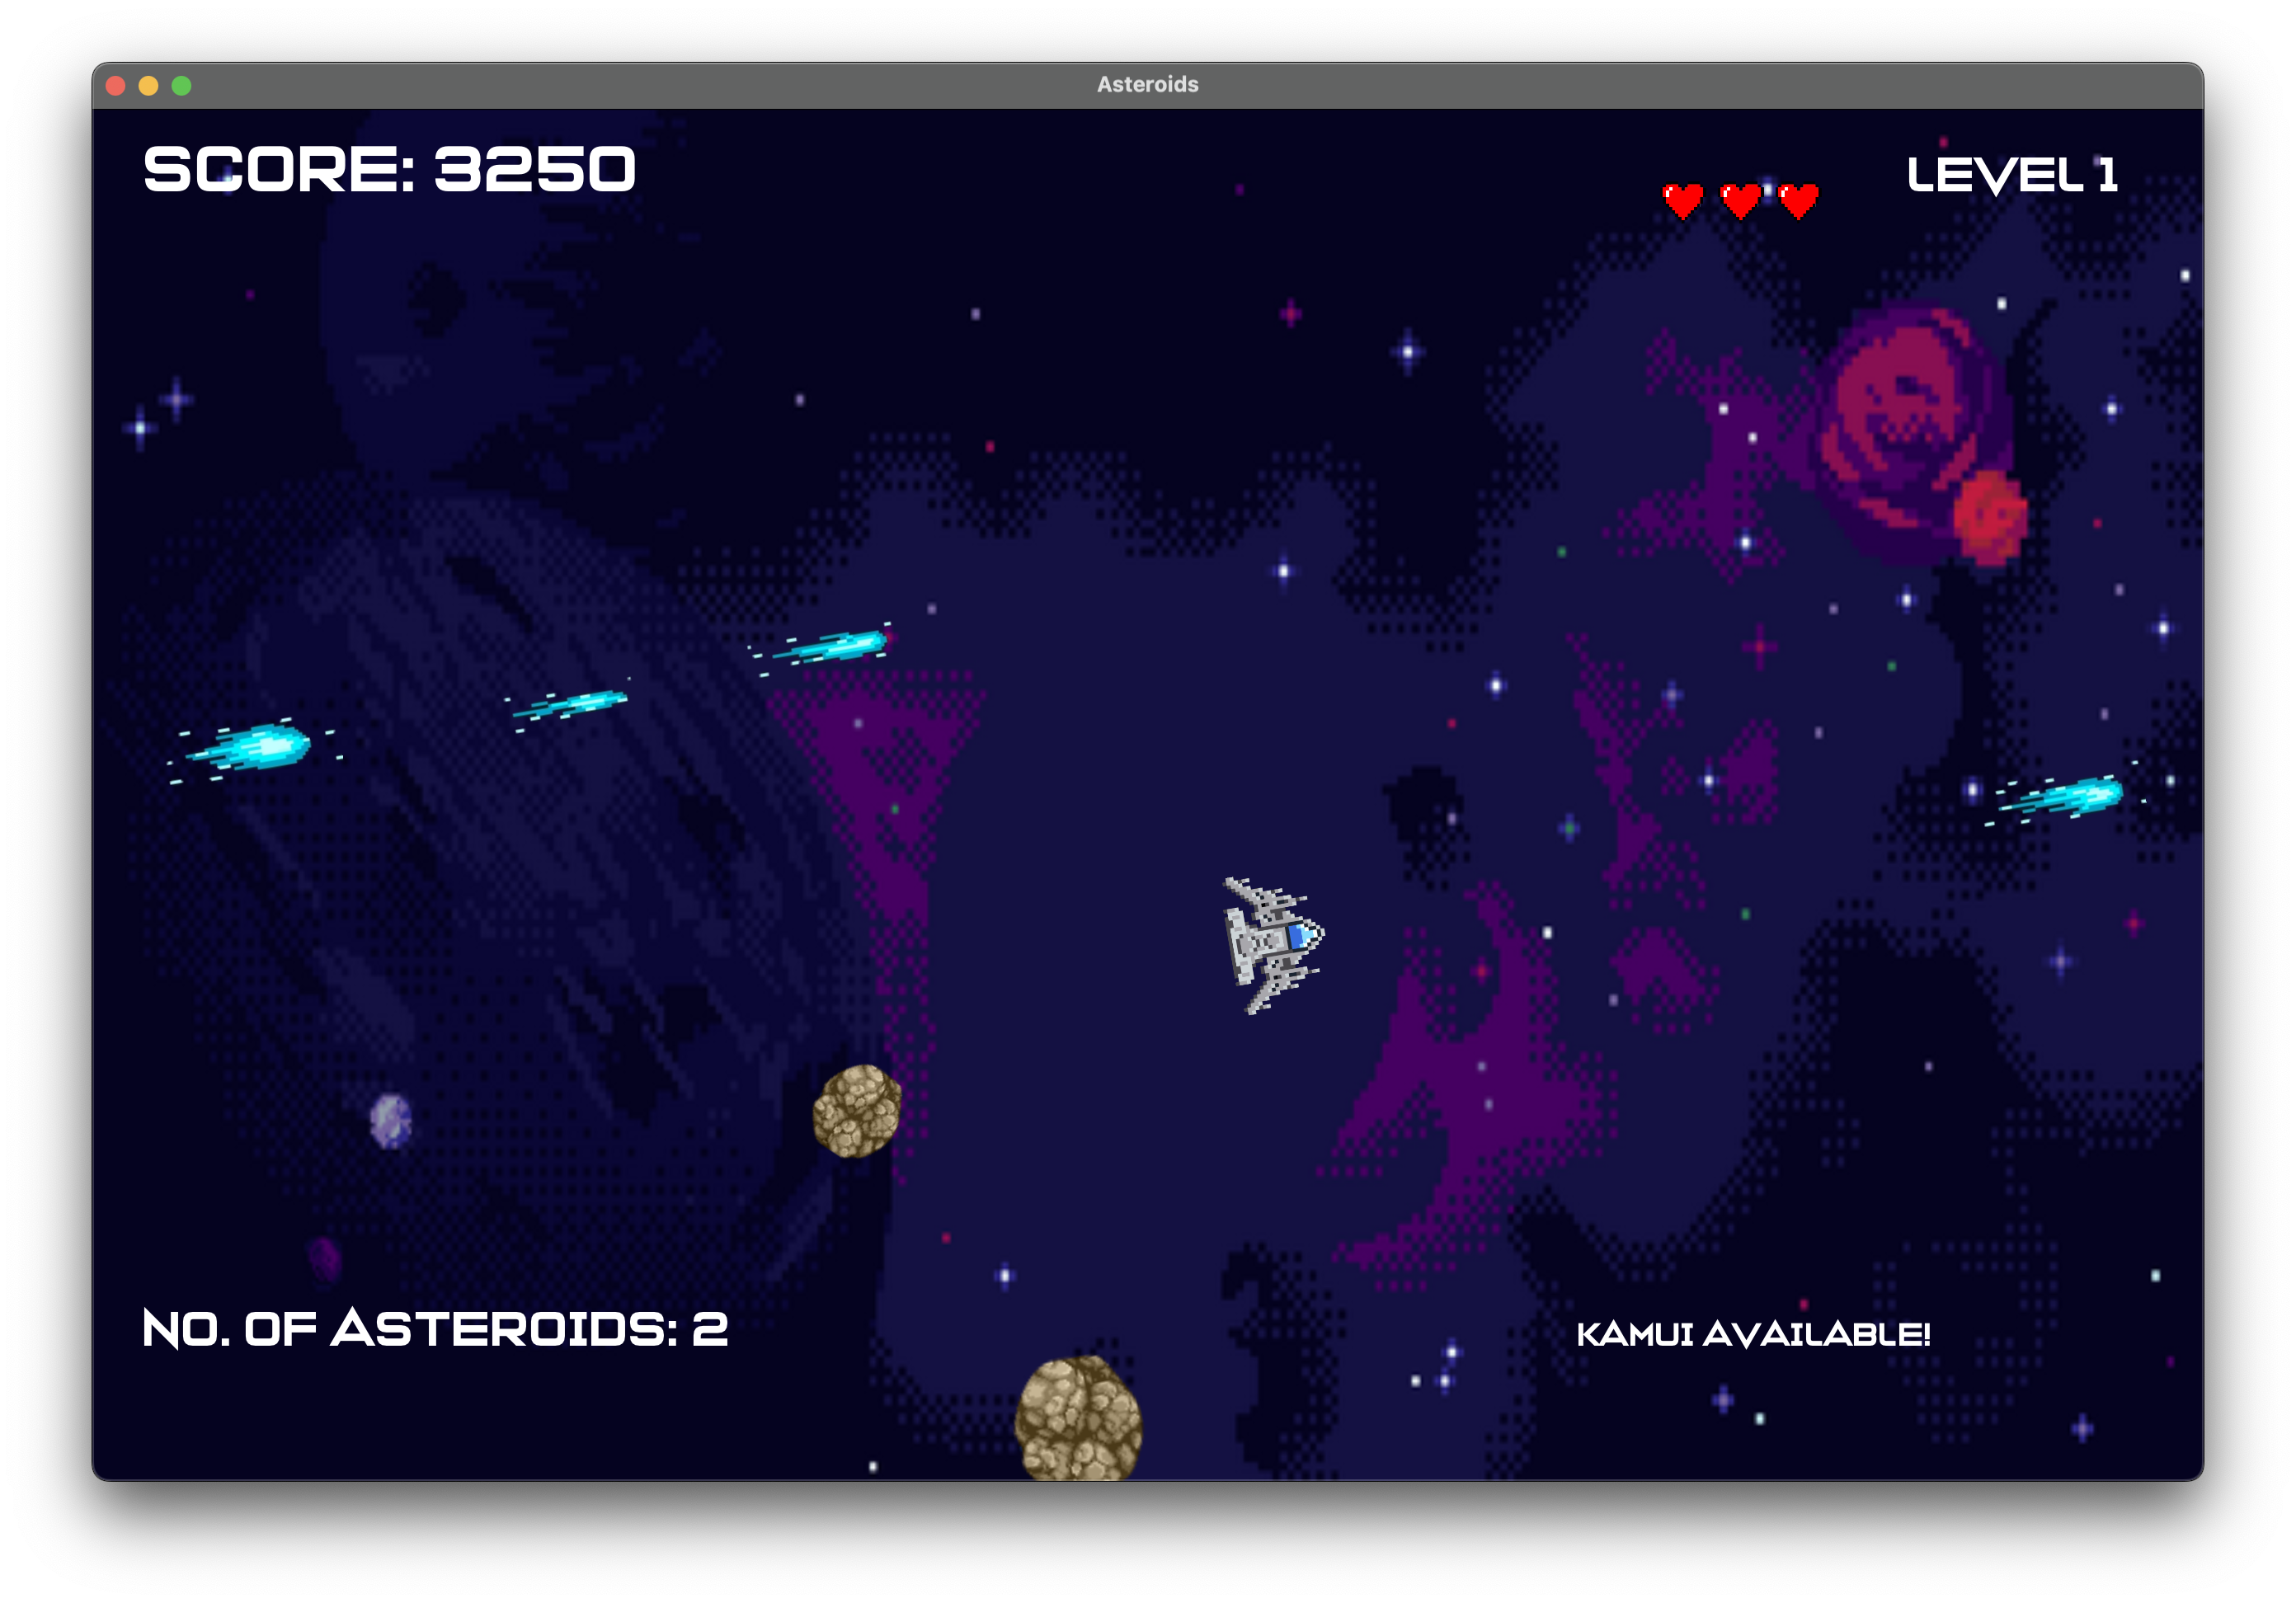 Asteroids
SCORE: 3250
LEVEL 1
No. of Asteroids: 2
KAMUI AVAILABLE!